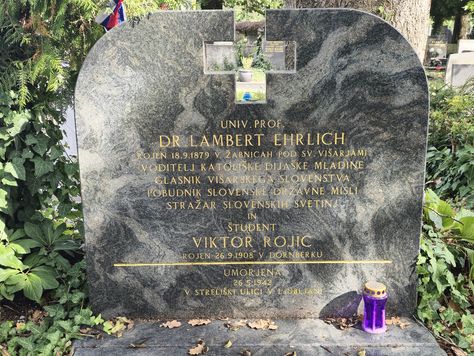 UNIV. PROF.
DR. LAMBERT EHRLICH
ROJEN 18.9.1879 V ŽABNICAH POD SV. VIŠARJAMI
VODITELJ KATOLIŠKE DIJAŠKE MLADINE
GLASNIK VIŠARSKEGA SLOVENSTVA
POBUDNIK SLOVENSKE DRŽAVNE MISLI
STRAŽAR SLOVENSKIH SVETINJ
IN
ŠTUDENT
VIKTOR ROJIC
ROJEN 26.9.1908 V DORNBERKU
UMORJENA
26.5.1942
V STRELIŠKI ULICI V LJUBLJANI